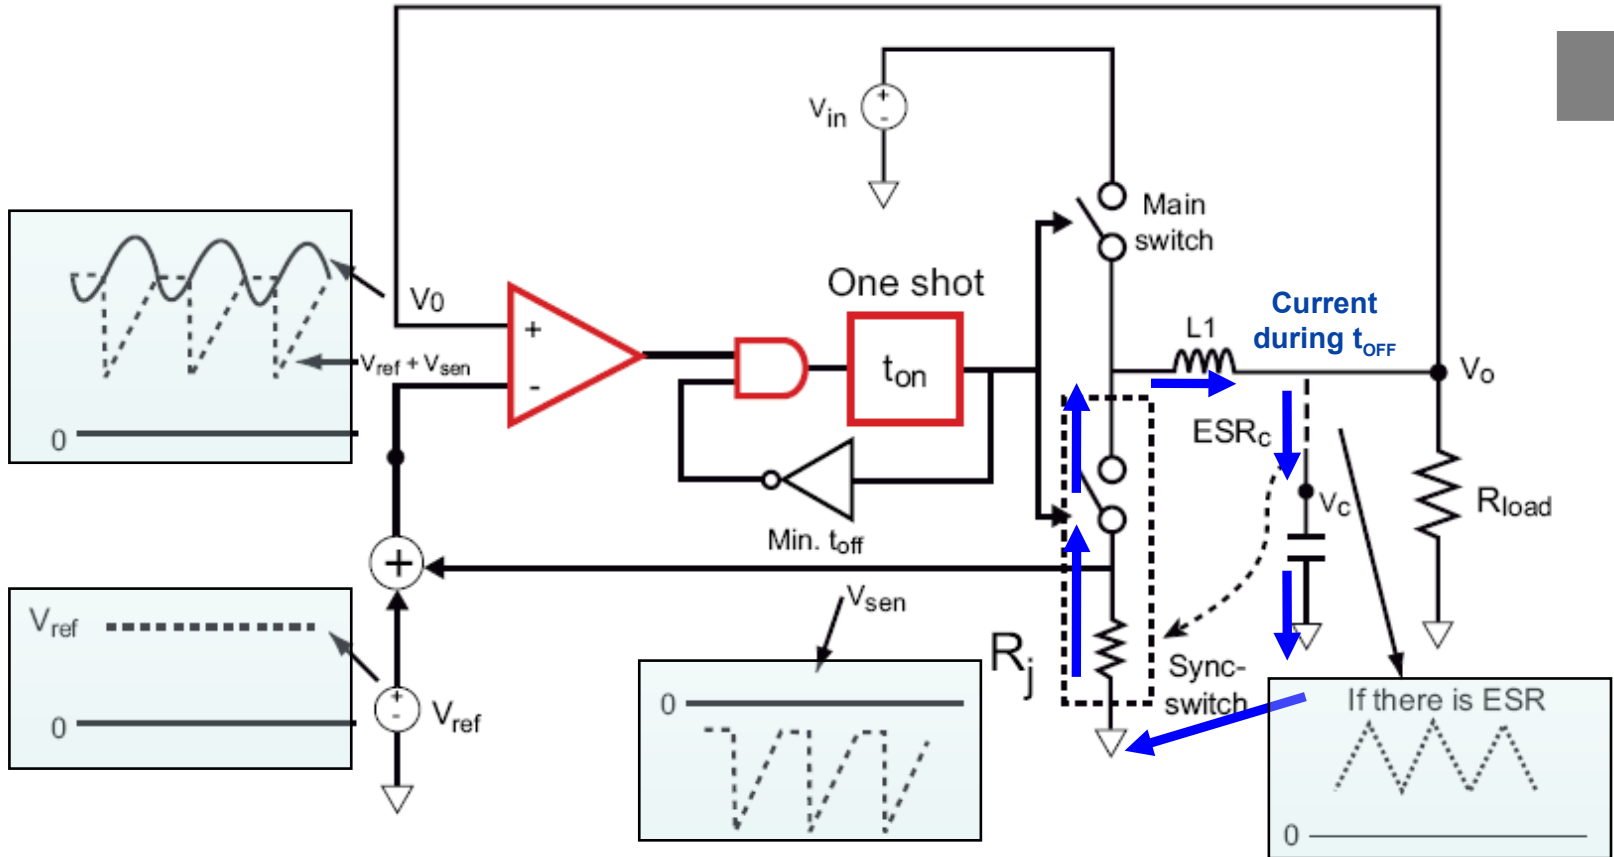 Vin
+
-
Main
switch
One shot
Current
during tOFF
L1
V0
+
-
ton
Vo
Vref + Vsen
0
ESRc
Vc
Rload
Min. toff
+
Vsen
Vref
0
+
-
Vref
0
Rj
Sync-
switch
If there is ESR
0